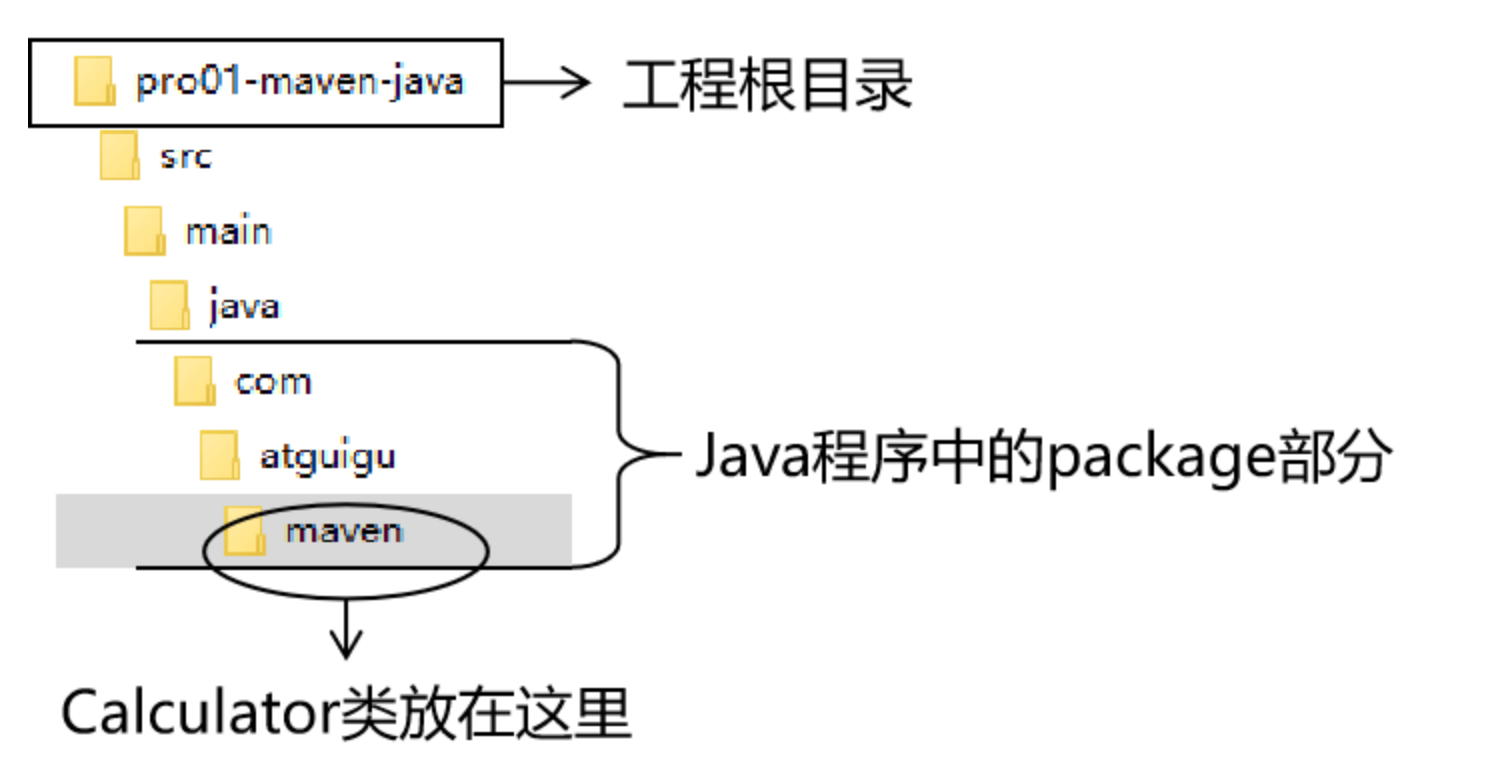 pro01-maven-java
工程根目录
src
main
java
com
atguigu
Java程序中的package部分
maven
Calculator类放在这里